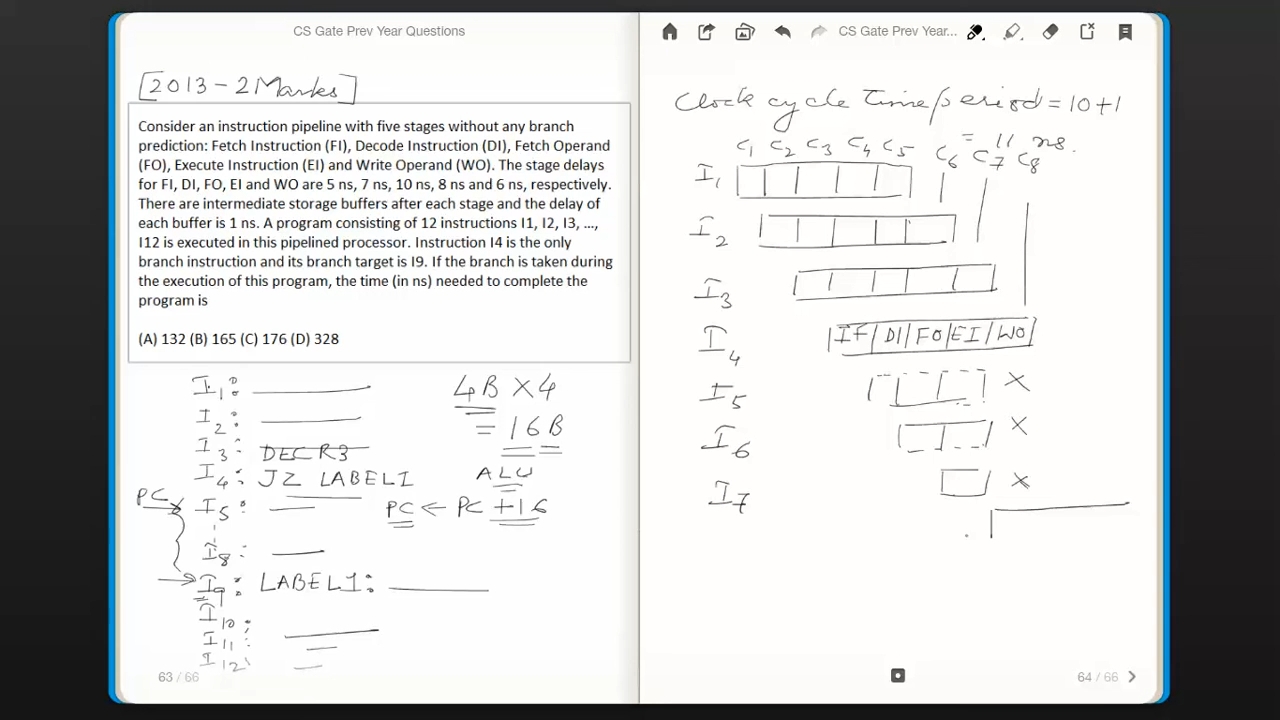 CS Gate Prev Year Questions
[2013 - 2 Marks]
Consider an instruction pipeline with five stages without any branch
prediction: Fetch Instruction (FI), Decode Instruction (DI), Fetch Operand
(FO), Execute Instruction (EI) and Write Operand (WO). The stage delays
for FI, DI, FO, EI and WO are 5 ns, 7 ns, 10 ns, 8 ns and 6 ns, respectively.
There are intermediate storage buffers after each stage and the delay of
each buffer is 1 ns. A program consisting of 12 instructions I1, I2, I3, …,
I12 is executed in this pipelined processor. Instruction I4 is the only
branch instruction and its branch target is I9. If the branch is taken during
the execution of this program, the time (in ns) needed to complete the
program is
(A) 132 (B) 165 (C) 176 (D) 328
I1:
I2:
I3: DEC R3
I4: JZ LABEL1
PC I5:
I8:
I9: LABEL1:
I10:
I11:
I12:
4B X4
= 16B
ALU
PC ← PC +16
63 / 66
CS Gate Prev Year...
Clock cycle time/period = 10+1
= 11 ns.
C1 C2 C3 C4 C5 C6 C7 C8
I1
I2
I3
I4 IF DI FO EI WO
I5 X
I6 X
I7 X
64 / 66